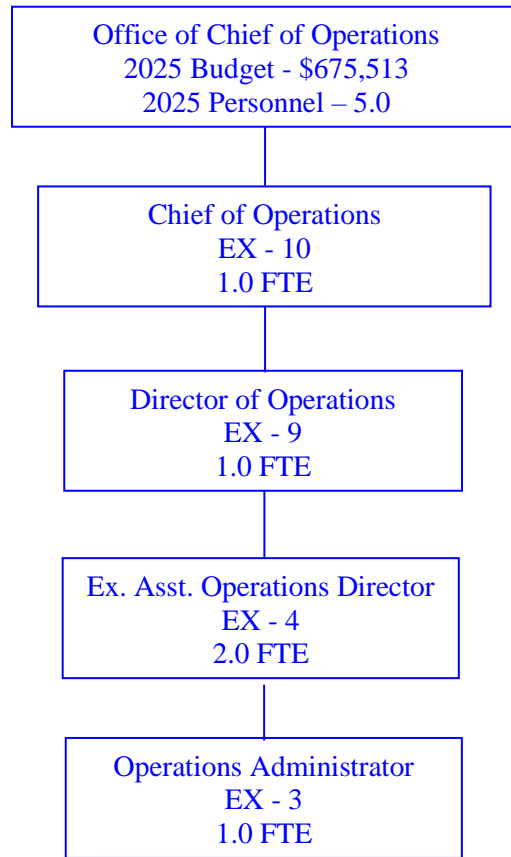 Office of Chief of Operations
2025 Budget - $675,513
2025 Personnel – 5.0
Chief of Operations
EX - 10
1.0 FTE
Director of Operations
EX - 9
1.0 FTE
Ex. Asst. Operations Director
EX - 4
2.0 FTE
Operations Administrator
EX - 3
1.0 FTE